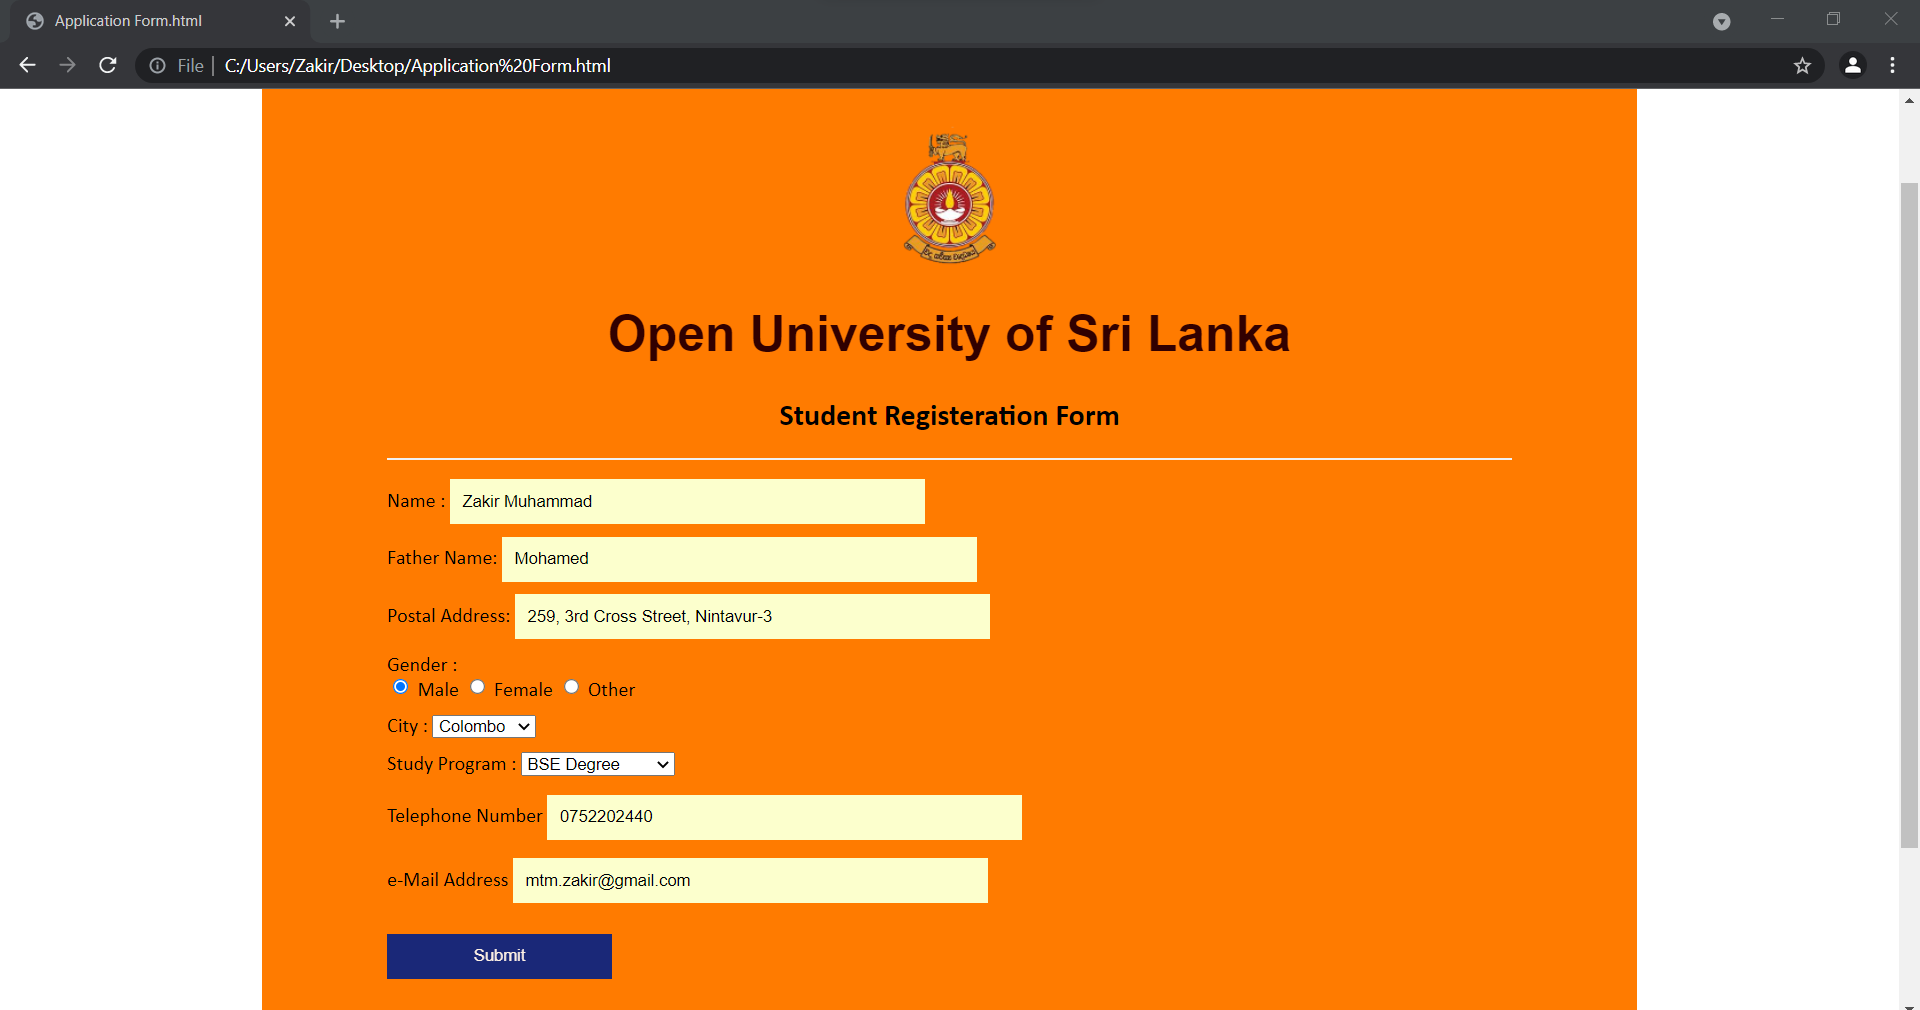 Application Form.html
File | C:/Users/Zakir/Desktop/Application%20Form.html
Open University of Sri Lanka
Student Registeration Form
Name : Zakir Muhammad
Father Name: Mohamed
Postal Address: 259, 3rd Cross Street, Nintavur-3
Gender :
Male Female Other
City : Colombo
Study Program : BSE Degree
Telephone Number 0752202440
e-Mail Address mtm.zakir@gmail.com
Submit